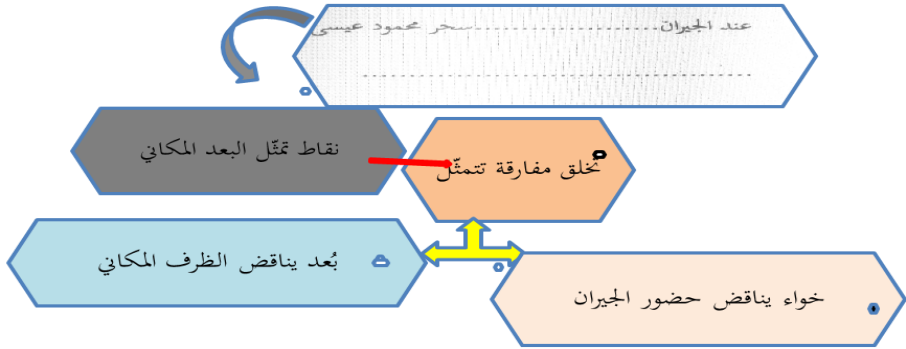 عند الجيران......................سحر محمود عيسى
......................................................
نقاط تمثّل البعد المكاني
تخلق مفارقة تتمثّل
بُعد يناقض الظرف المكاني
خواء يناقض حضور الجيران